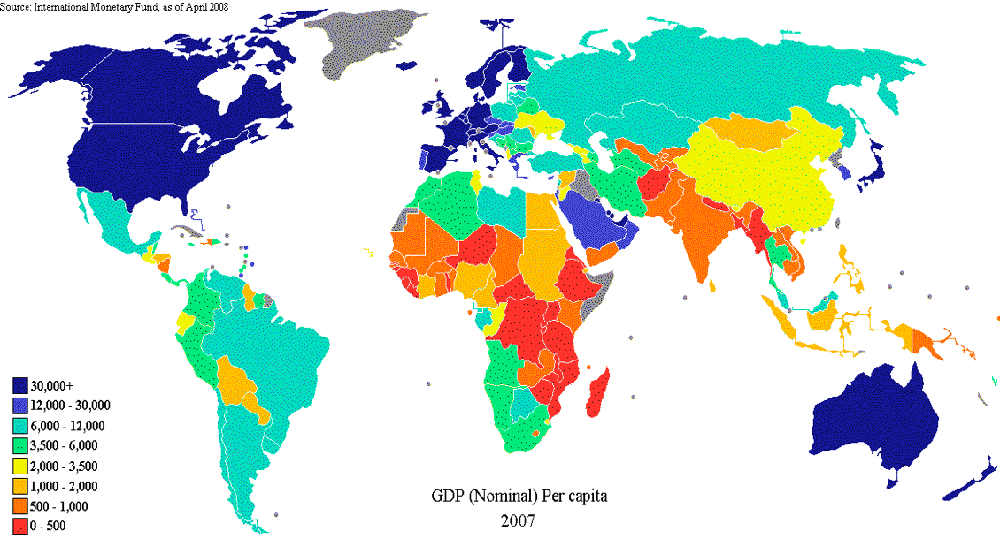 Source: International Monetary Fund, as of April 2008
30,000+
12,000 - 30,000
6,000 - 12,000
3,500 - 6,000
2,000 - 3,500
1,000 - 2,000
500 - 1,000
0 - 500
GDP (Nominal) Per capita
2007